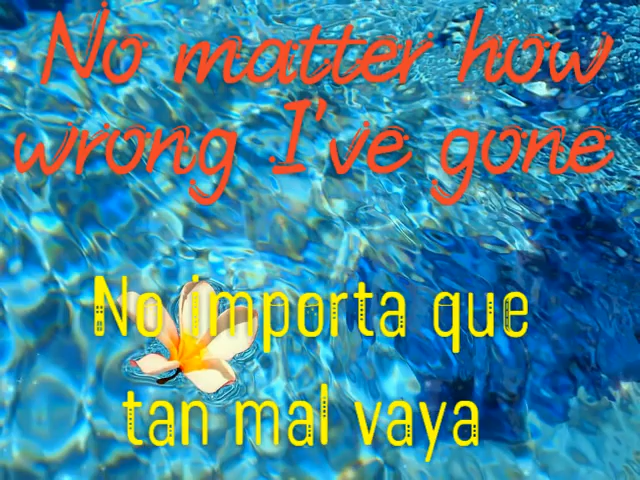 No matter how
wrong I've gone
No importa que
tan mal vaya